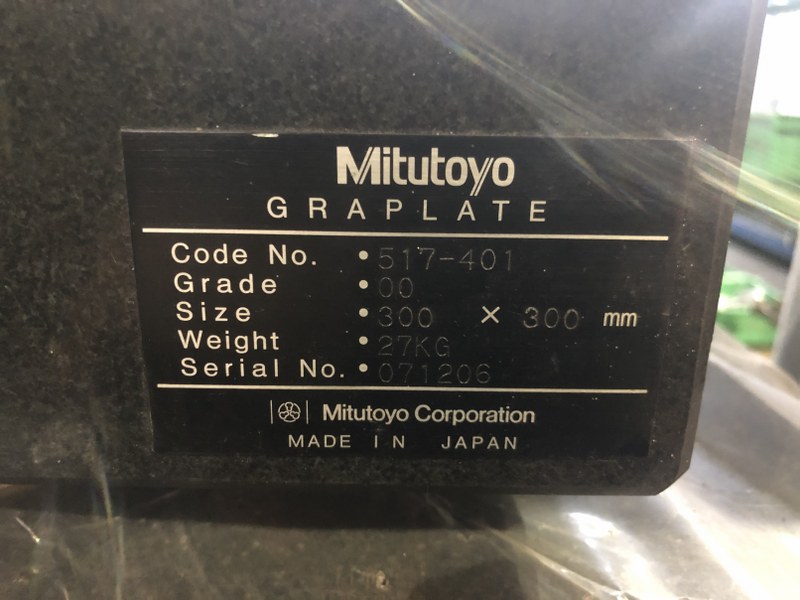 Mitutoyo
GRAPLATE
Code No. • 517-401
Grade • 00
Size • 300 × 300 mm
Weight • 27KG
Serial No. • 071206
Mitutoyo Corporation
MADE IN JAPAN